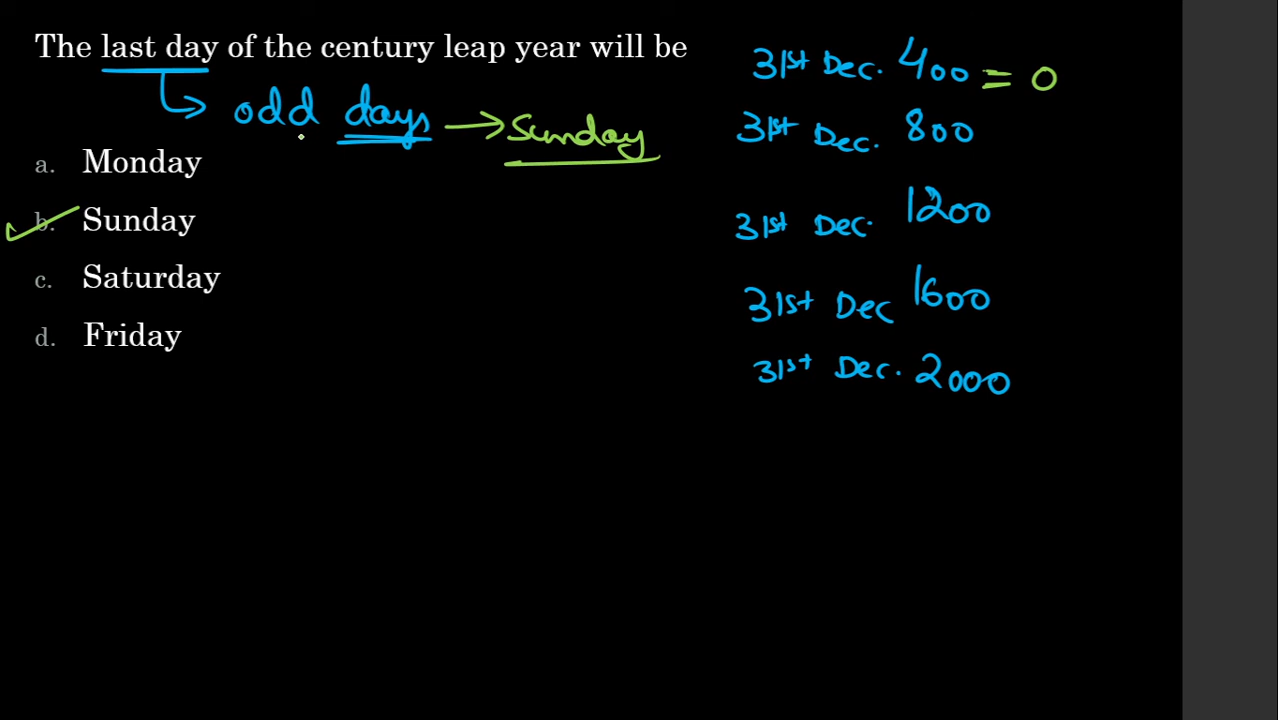 The last day of the century leap year will be
odd days → Sunday
a. Monday
b. Sunday
c. Saturday
d. Friday
31st Dec. 400 = 0
31st Dec. 800
31st Dec. 1200
31st Dec 1600
31st Dec. 2000